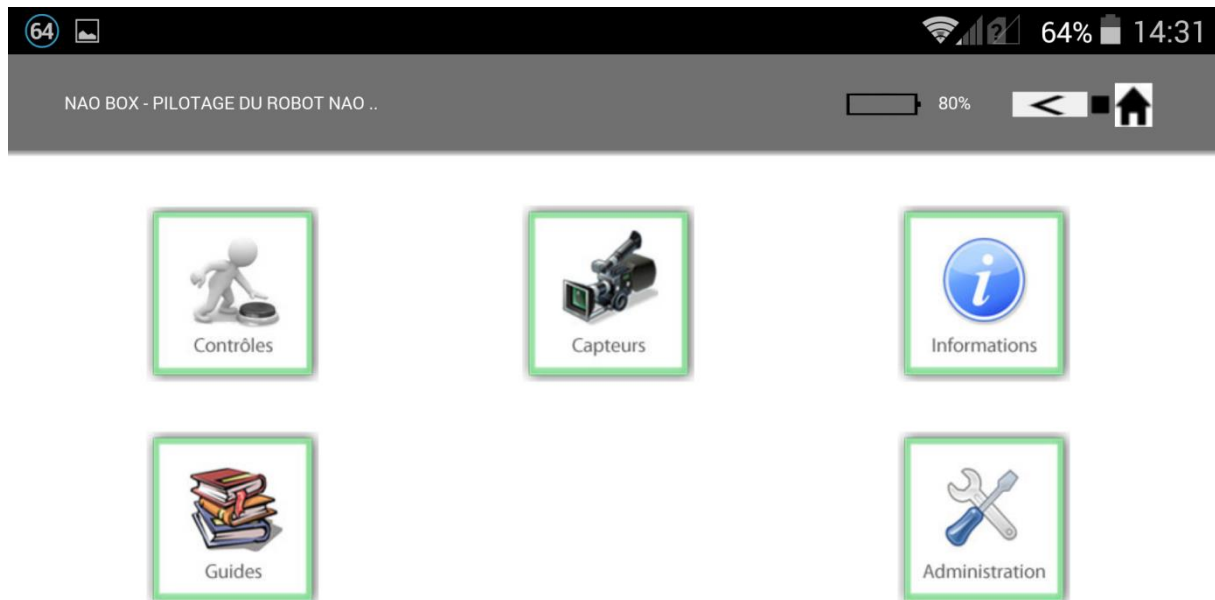 64
64% 14:31
NAO BOX - PILOTAGE DU ROBOT NAO ..
80%
Contrôles
Capteurs
Informations
Guides
Administration